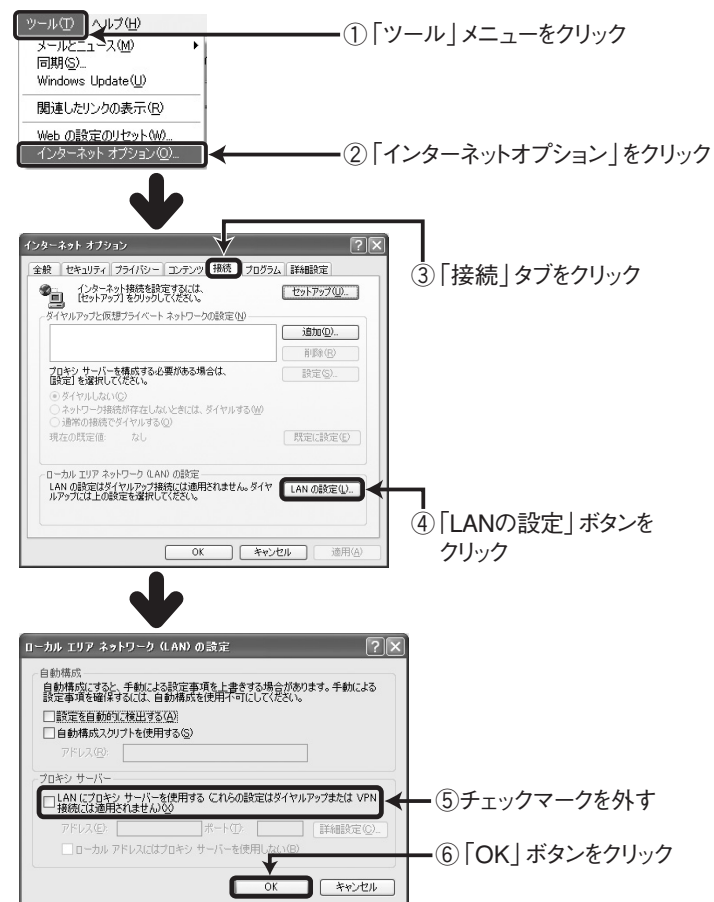 ツール(T) ヘルプ(H)
①「ツール」メニューをクリック
メールとニュース(M)
同期(S)...
Windows Update(U)
関連したリンクの表示(R)
Web の設定のリセット(W)...
インターネット オプション(O)...
②「インターネットオプション」をクリック
インターネット オプション
全般 セキュリティ プライバシー コンテンツ 接続 プログラム 詳細設定
③「接続」タブをクリック
インターネット接続を設定するには、
[セットアップ] をクリックしてください。
セットアップ(U)...
ダイヤルアップと仮想プライベート ネットワークの設定(N)
追加(D)...
削除(R)
プロキシ サーバーを構成する必要がある場合は、
[設定] を選択してください。
設定(S)...
ダイヤルしない(C)
ネットワーク接続が存在しないときには、ダイヤルする(W)
通常の接続でダイヤルする(O)
現在の既定値: なし
既定に設定(E)
ローカル エリア ネットワーク (LAN) の設定
LAN の設定はダイヤルアップ接続には適用されません。ダイヤ
ルアップには上の設定を選択してください。
LAN の設定(L)...
④「LANの設定」ボタンを
クリック
OK キャンセル 適用(A)
ローカル エリア ネットワーク (LAN) の設定
自動構成
自動構成にすると、手動による設定事項を上書きする場合があります。手動による
設定事項を確保するには、自動構成を使用不可にしてください。
設定を自動的に検出する(A)
自動構成スクリプトを使用する(S)
アドレス(R):
プロキシ サーバー
LAN にプロキシ サーバーを使用する (これらの設定はダイヤルアップまたは VPN
接続には適用されません)(X)
⑤チェックマークを外す
アドレス(E): ポート(T): 詳細設定(C)...
ローカル アドレスにはプロキシ サーバーを使用しない(B)
⑥「OK」ボタンをクリック
OK キャンセル